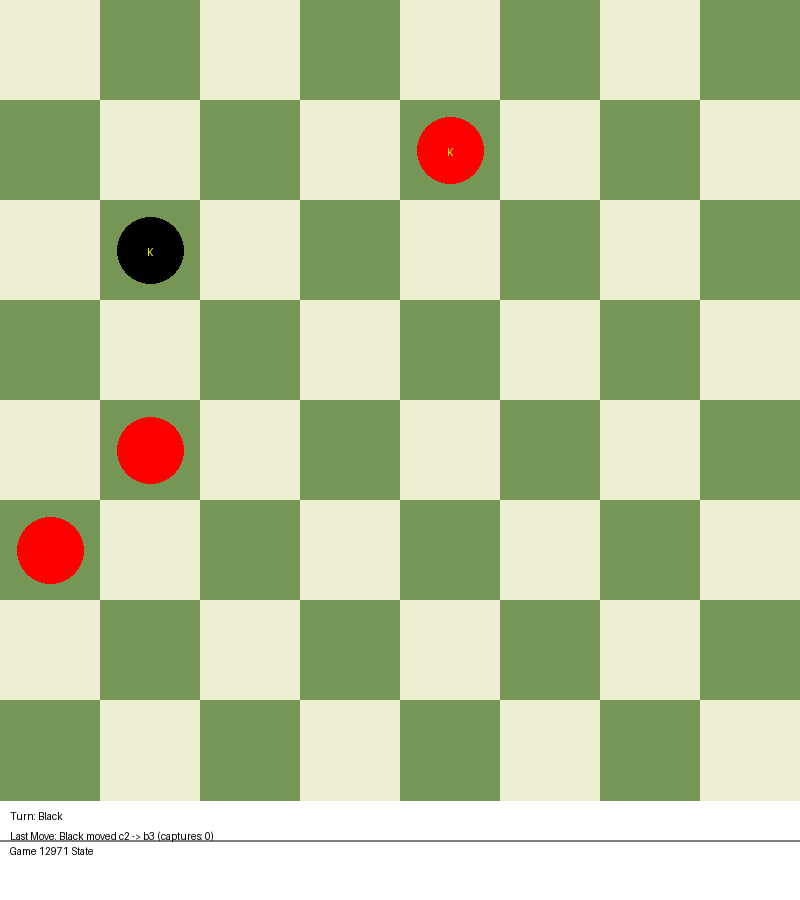 K
K
Turn: Black
Last Move: Black moved c2 -> b3 (captures: 0)
Game 12971 State